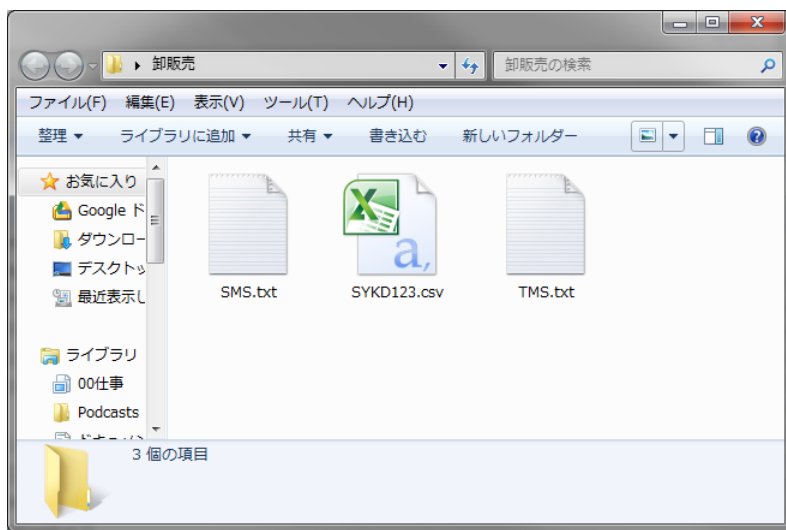 卸販売
卸販売の検索
ファイル(F) 編集(E) 表示(V) ツール(T) ヘルプ(H)
整理 ライブラリに追加 共有 書き込む 新しいフォルダー
お気に入り
Google ド
ダウンロー
デスクトッ
最近表示し
ライブラリ
00仕事
Podcasts
SMS.txt
SYKD123.csv
TMS.txt
3 個の項目